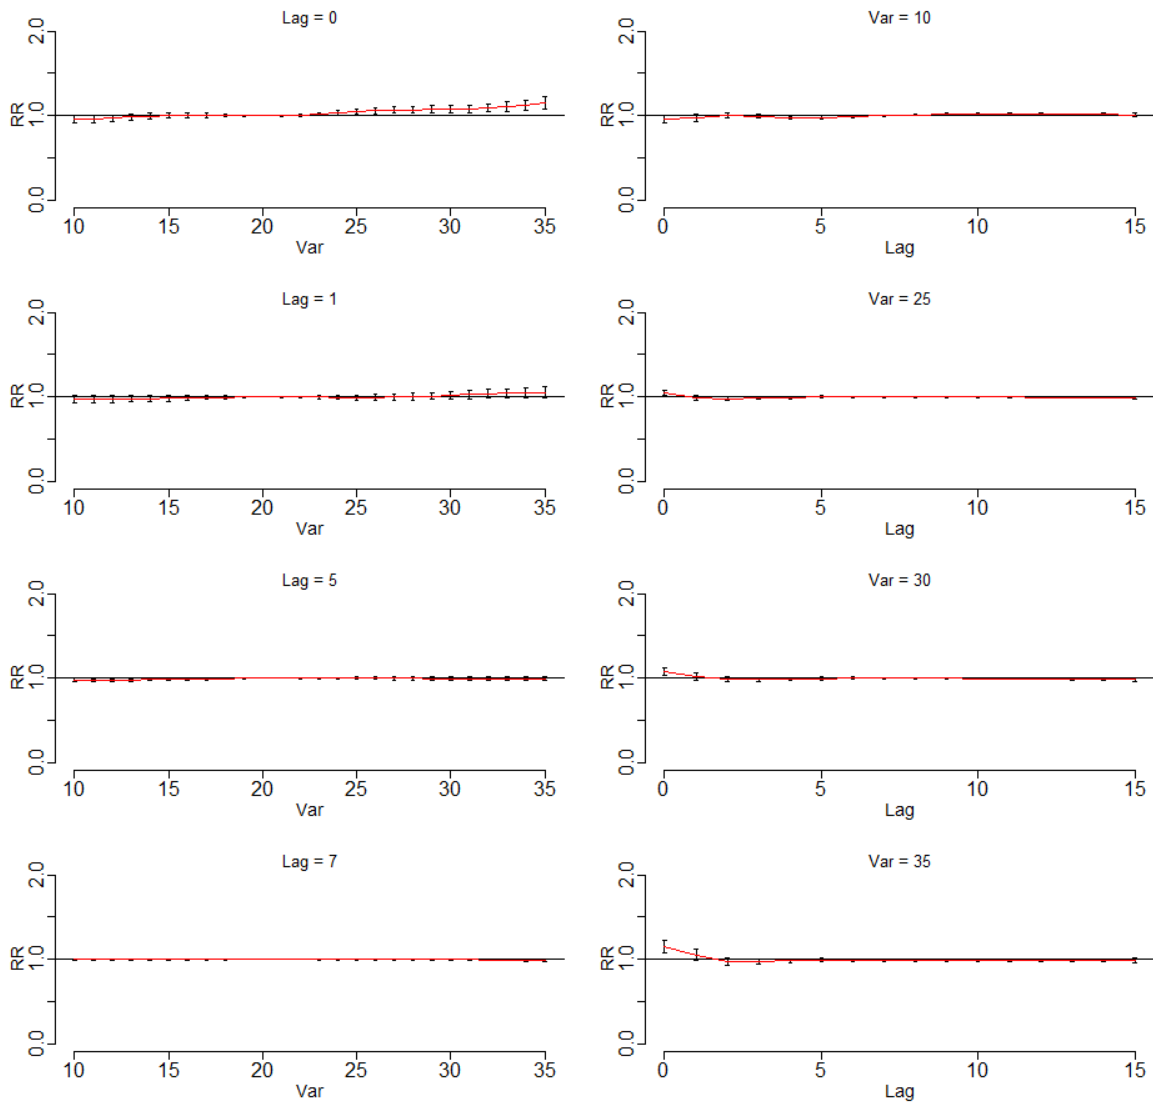 Lag = 0
2.0
1.0
0.0
RR
10 15 20 25 30 35
Var
Var = 10
2.0
1.0
0.0
RR
0 5 10 15
Lag
Lag = 1
2.0
1.0
0.0
RR
10 15 20 25 30 35
Var
Var = 25
2.0
1.0
0.0
RR
0 5 10 15
Lag
Lag = 5
2.0
1.0
0.0
RR
10 15 20 25 30 35
Var
Var = 30
2.0
1.0
0.0
RR
0 5 10 15
Lag
Lag = 7
2.0
1.0
0.0
RR
10 15 20 25 30 35
Var
Var = 35
2.0
1.0
0.0
RR
0 5 10 15
Lag